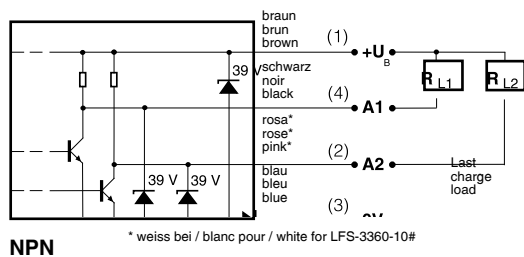 braun
brun
brown
(1)
+U
B
39 V
schwarz
noir
black
R L1
R L2
(4)
A1
rosa*
rose*
pink*
(2)
A2
39 V
39 V
blau
bleu
blue
Last
charge
load
(3)
* weiss bei / blanc pour / white for LFS-3360-10#
NPN